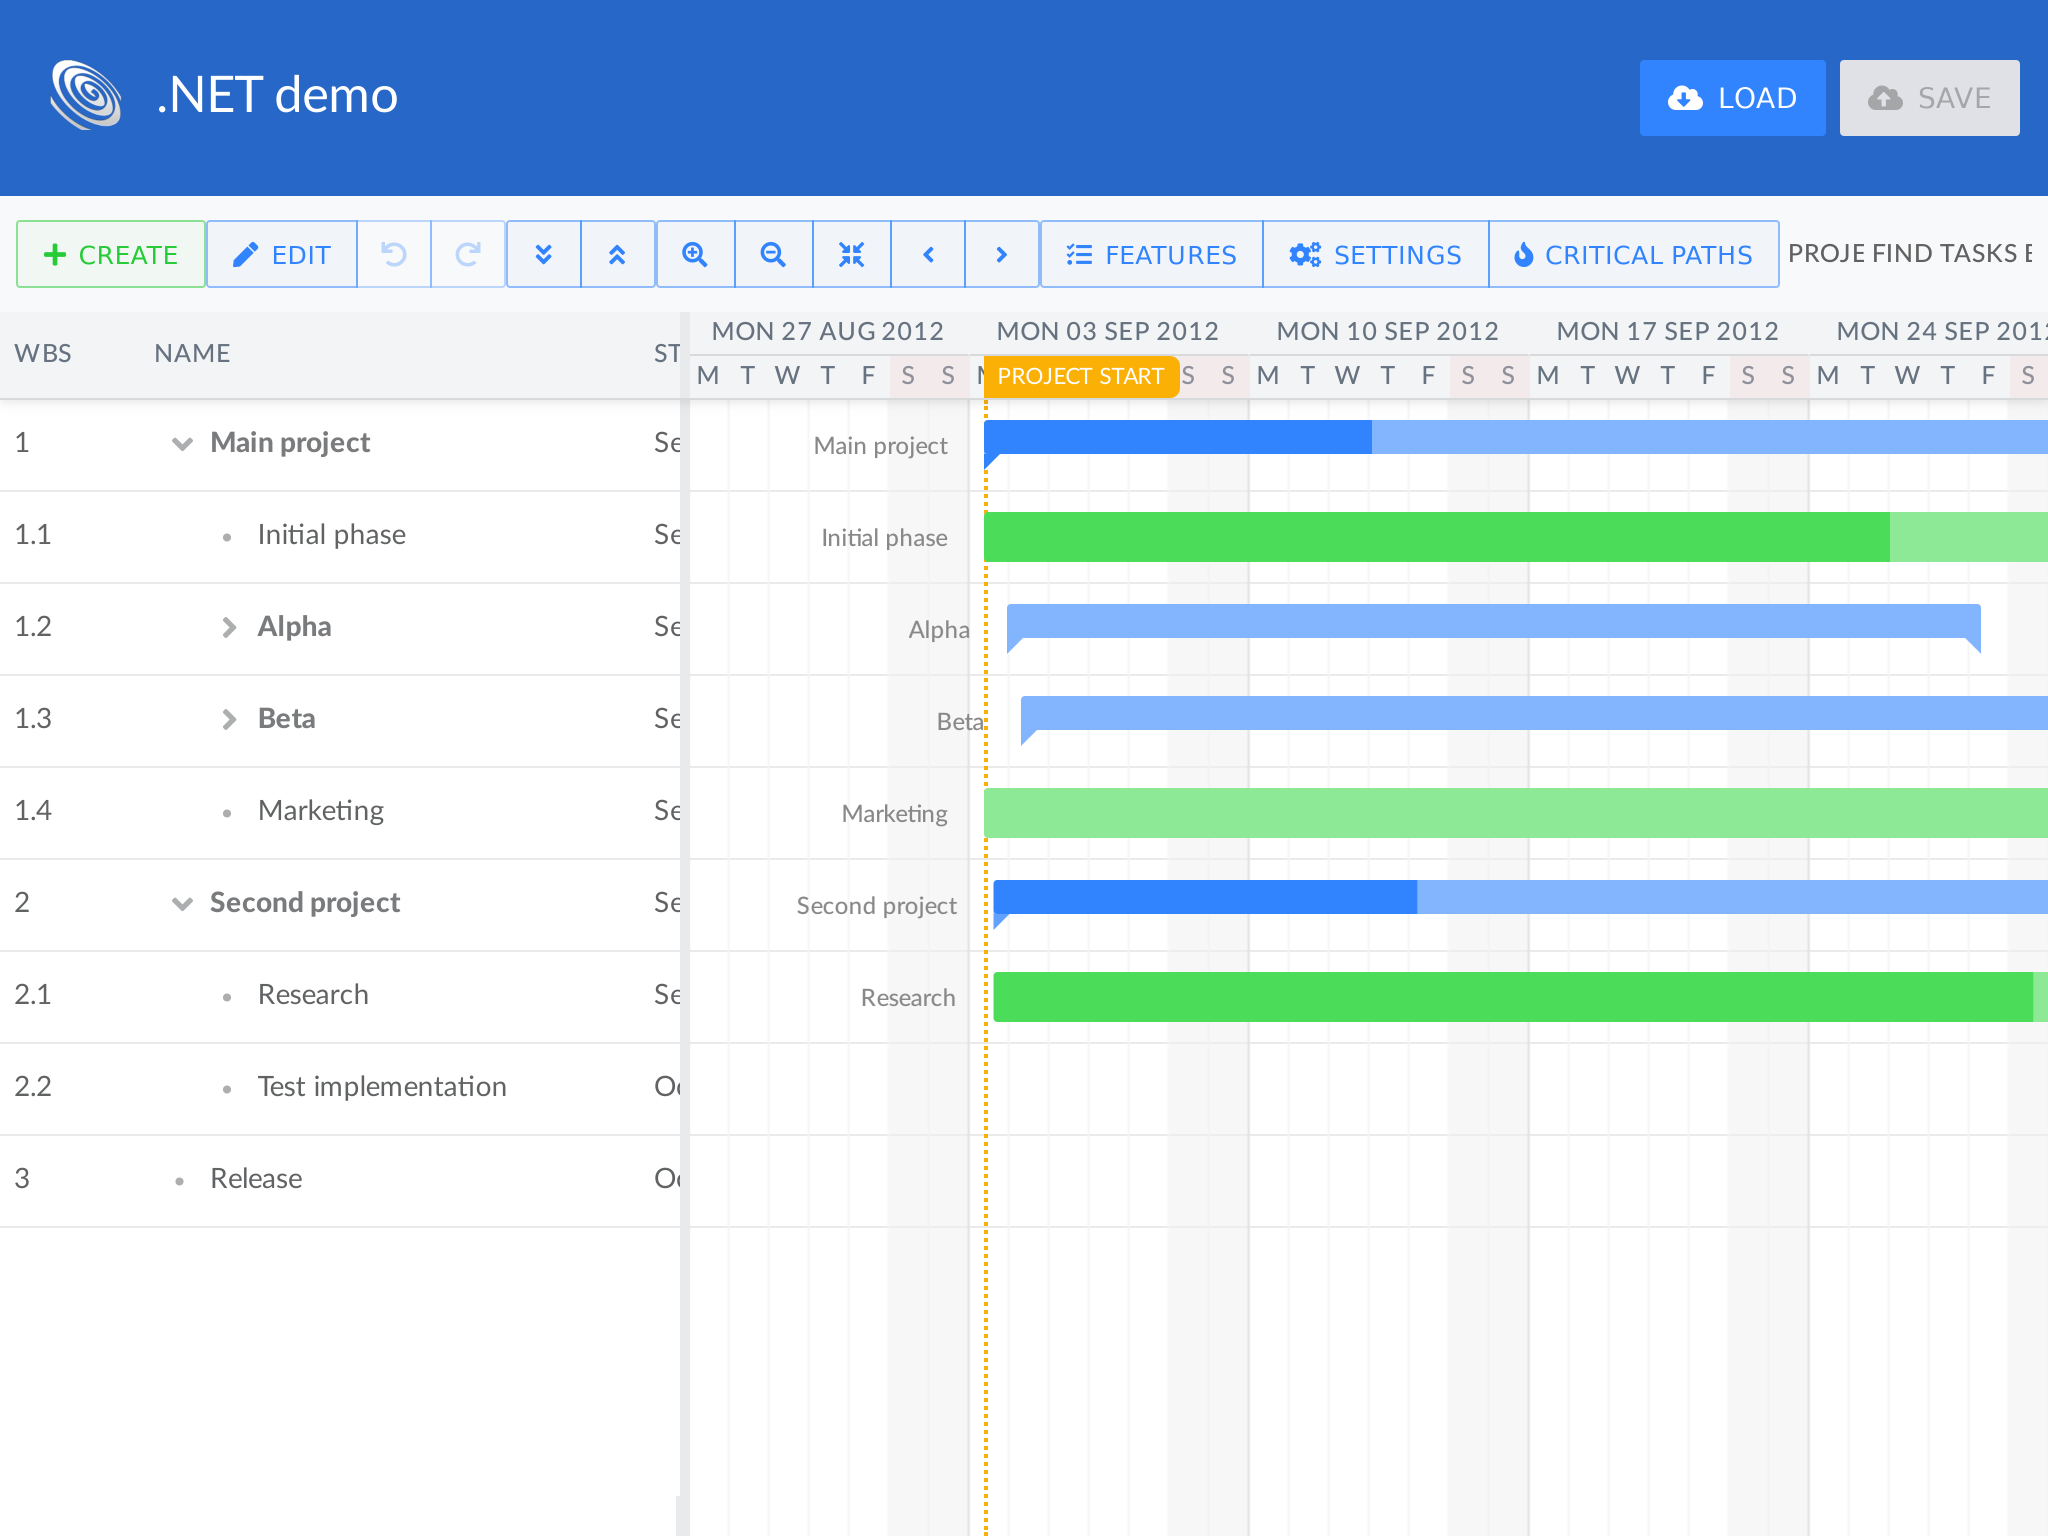 .NET demo
LOAD
SAVE
CREATE
EDIT
FEATURES
SETTINGS
CRITICAL PATHS
PROJE FIND TASKS
WBS
NAME
ST
MON 27 AUG 2012
MON 03 SEP 2012
MON 10 SEP 2012
MON 17 SEP 2012
MON 24 SEP 2012
M T W T F S S
PROJECT START
S S M T W T F S S M T W T F S S M T W T F S
1 Main project Se
Main project
1.1 Initial phase Se
Initial phase
1.2 Alpha Se
Alpha
1.3 Beta Se
Beta
1.4 Marketing Se
Marketing
2 Second project Se
Second project
2.1 Research Se
Research
2.2 Test implementation Oc
3 Release Oc